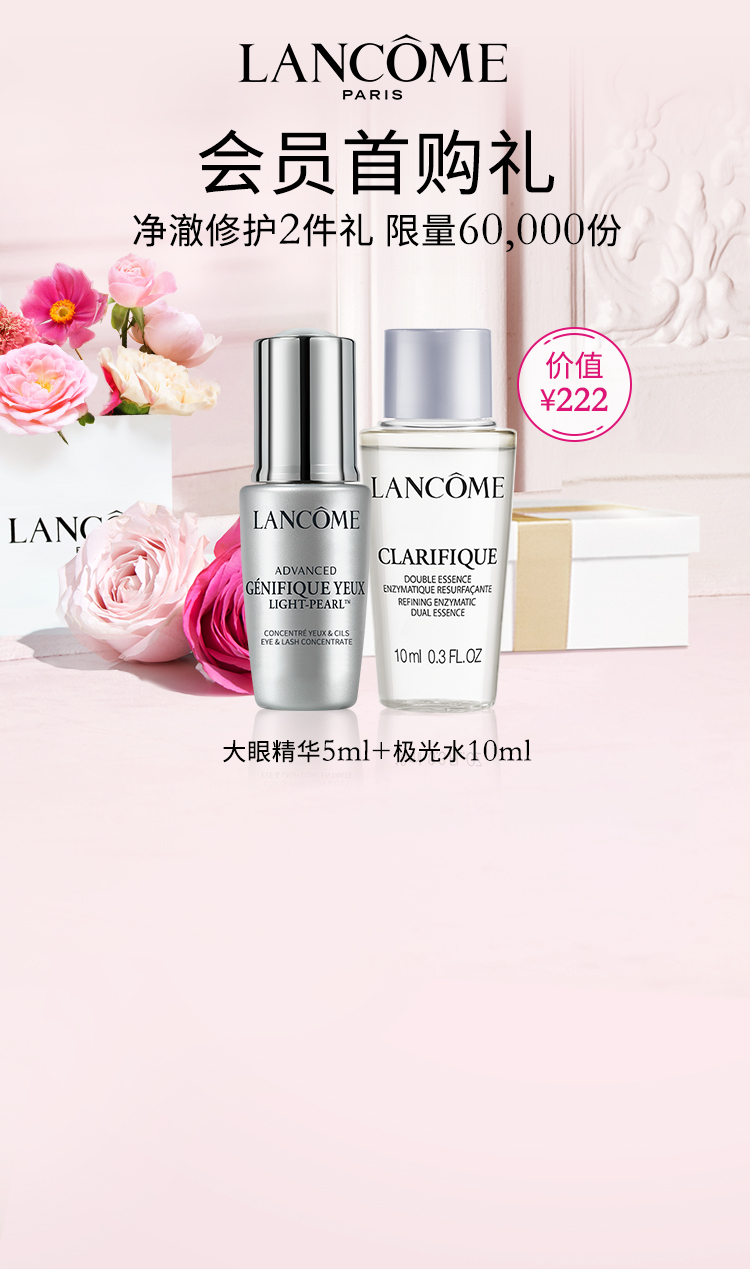 LANCÔME
PARIS
会员首购礼
净澈修护2件礼 限量60,000份
价值
¥222
LANCÔ
LANCÔME
ADVANCED
GÉNIFIQUE YEUX
LIGHT-PEARL™
CONCENTRÉ YEUX & CILS
EYE & LASH CONCENTRATE
LANCÔME
CLARIFIQUE
DOUBLE ESSENCE
ENZYMATIQUE RESURFAÇANTE
REFINING ENZYMATIC
DUAL ESSENCE
10ml 0.3 FL.OZ
大眼精华5ml+极光水10ml